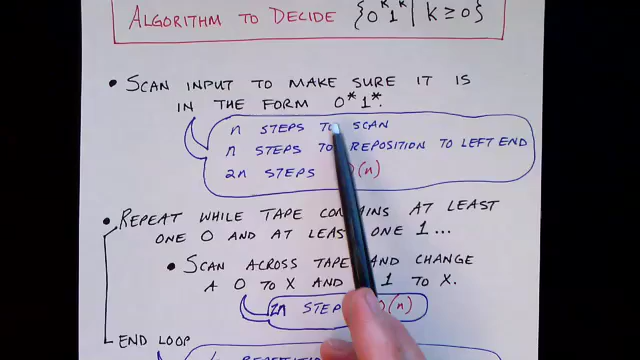 ALGORITHM TO DECIDE {0ᵏ1ᵏ | K ≥ 0}
• SCAN INPUT TO MAKE SURE IT IS
IN THE FORM 0*1*.
n STEPS TO SCAN
n STEPS TO REPOSITION TO LEFT END
2n STEPS (n)
• REPEAT WHILE TAPE CONTAINS AT LEAST
ONE 0 AND AT LEAST ONE 1...
• SCAN ACROSS TAPE AND CHANGE
A 0 TO X AND 1 TO X.
2n STEPS (n)
END LOOP